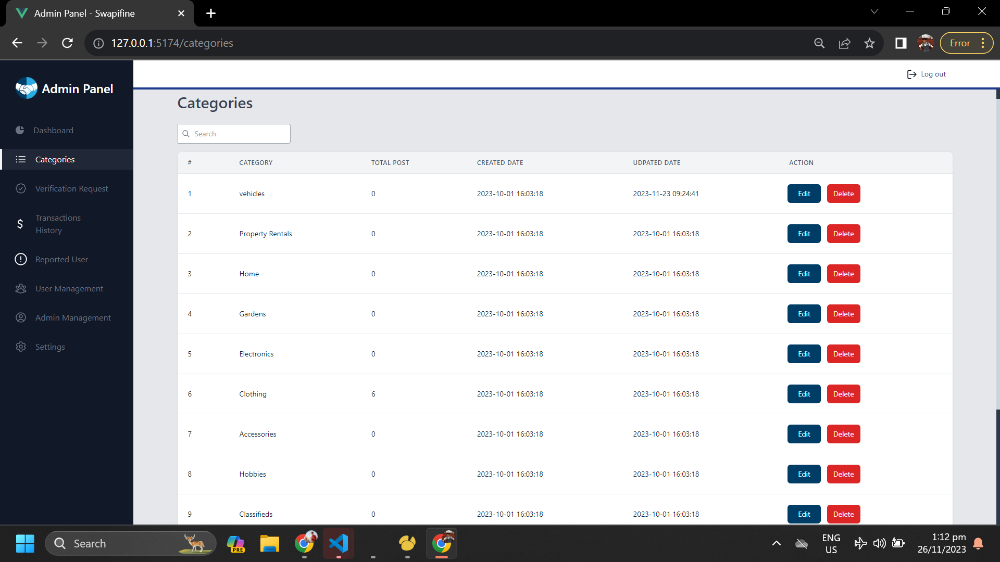 Admin Panel - Swapifine
127.0.0.1:5174/categories
Error
Admin Panel
Log out
Dashboard
Categories
Verification Request
Transactions
History
Reported User
User Management
Admin Management
Settings
Categories
Search
# CATEGORY TOTAL POST CREATED DATE UDPATED DATE ACTION
1 vehicles 0 2023-10-01 16:03:18 2023-11-23 09:24:41 Edit Delete
2 Property Rentals 0 2023-10-01 16:03:18 2023-10-01 16:03:18 Edit Delete
3 Home 0 2023-10-01 16:03:18 2023-10-01 16:03:18 Edit Delete
4 Gardens 0 2023-10-01 16:03:18 2023-10-01 16:03:18 Edit Delete
5 Electronics 0 2023-10-01 16:03:18 2023-10-01 16:03:18 Edit Delete
6 Clothing 6 2023-10-01 16:03:18 2023-10-01 16:03:18 Edit Delete
7 Accessories 0 2023-10-01 16:03:18 2023-10-01 16:03:18 Edit Delete
8 Hobbies 0 2023-10-01 16:03:18 2023-10-01 16:03:18 Edit Delete
9 Classifieds 0 2023-10-01 16:03:18 2023-10-01 16:03:18 Edit Delete
Search
PRE
ENG
US
1:12 pm
26/11/2023